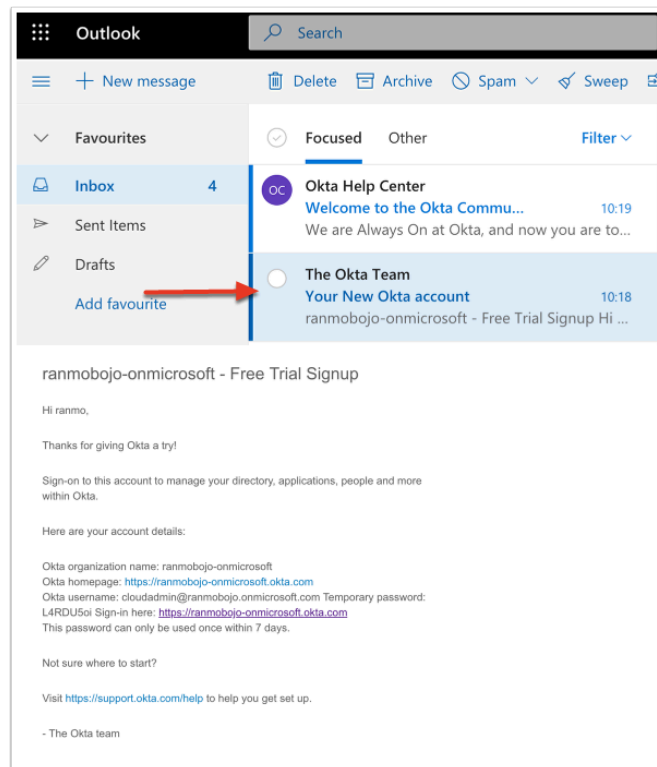 Outlook
Search
New message
Delete
Archive
Spam
Sweep
Favourites
Focused
Other
Filter
Inbox 4
OC
Okta Help Center
Welcome to the Okta Commu... 10:19
We are Always On at Okta, and now you are to...
Sent Items
Drafts
Add favourite
The Okta Team
Your New Okta account 10:18
ranmobojo-onmicrosoft - Free Trial Signup Hi ...
ranmobojo-onmicrosoft - Free Trial Signup
Hi ranmo,
Thanks for giving Okta a try!
Sign-on to this account to manage your directory, applications, people and more
within Okta.
Here are your account details:
Okta organization name: ranmobojo-onmicrosoft
Okta homepage: https://ranmobojo-onmicrosoft.okta.com
Okta username: cloudadmin@ranmobojo.onmicrosoft.com Temporary password:
L4RDU5oi Sign-in here: https://ranmobojo-onmicrosoft.okta.com
This password can only be used once within 7 days.
Not sure where to start?
Visit https://support.okta.com/help to help you get set up.
- The Okta team